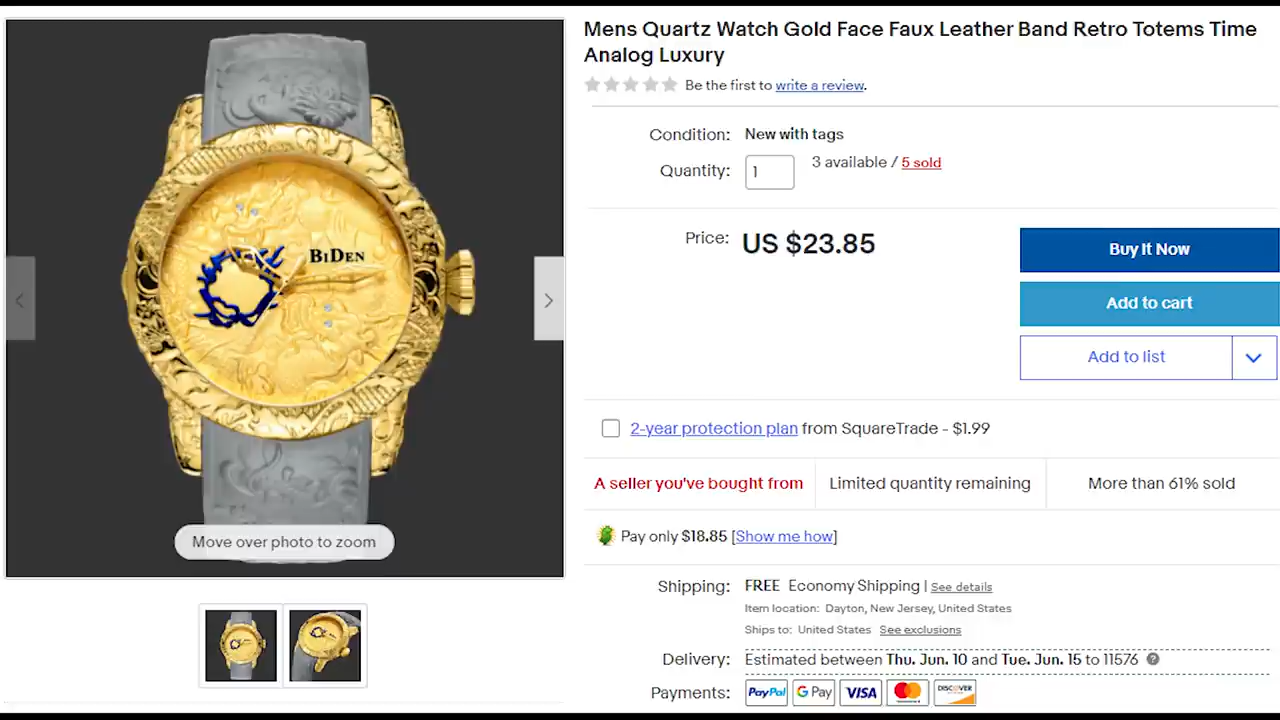 Mens Quartz Watch Gold Face Faux Leather Band Retro Totems Time
Analog Luxury
Be the first to write a review.
Condition: New with tags
Quantity: 1 3 available / 5 sold
Price: US $23.85
Buy It Now
Add to cart
Add to list
2-year protection plan from SquareTrade - $1.99
A seller you've bought from Limited quantity remaining More than 61% sold
Pay only $18.85 [Show me how]
Shipping: FREE Economy Shipping | See details
Item location: Dayton, New Jersey, United States
Ships to: United States See exclusions
Delivery: Estimated between Thu. Jun. 10 and Tue. Jun. 15 to 11576 ?
Payments: PayPal G Pay VISA MasterCard DISCOVER
BIDEN
Move over photo to zoom